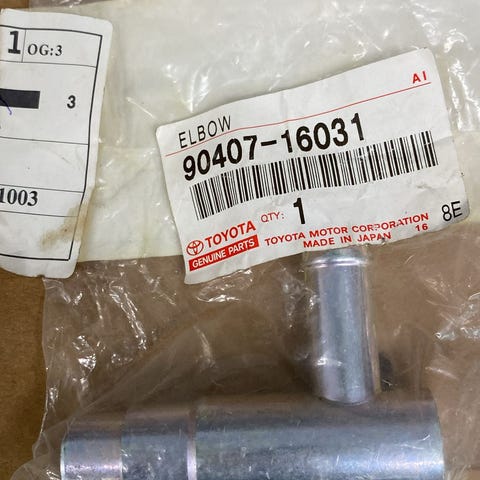 1 OG:3
3
1003
A1
ELBOW
90407-16031
TOYOTA
GENUINE PARTS
QTY: 1
TOYOTA MOTOR CORPORATION
MADE IN JAPAN 16
8E